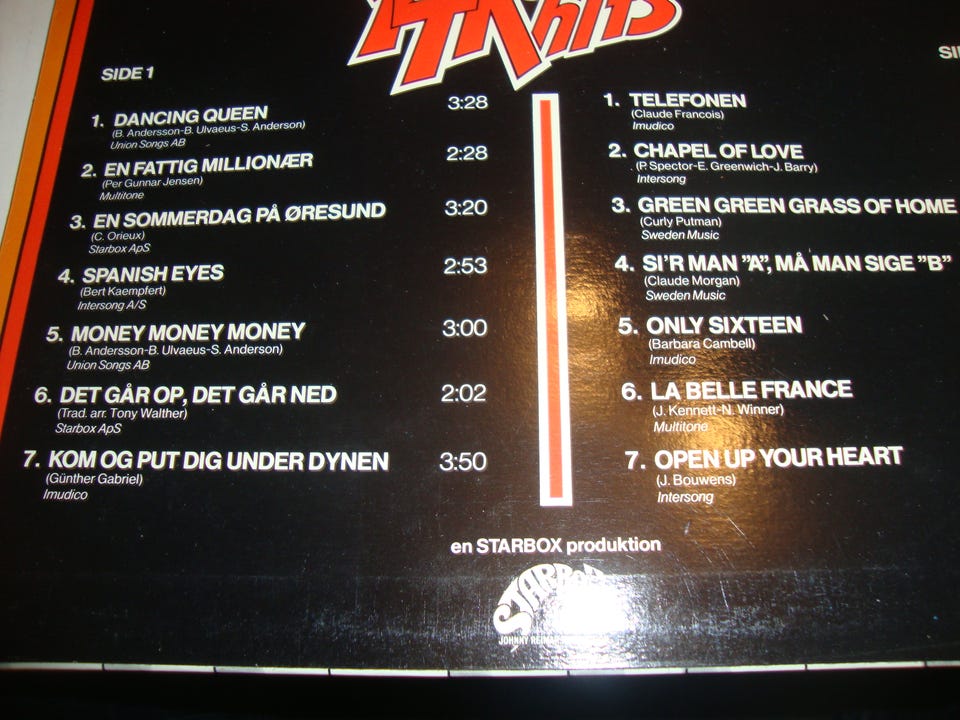 14 TK hits
SIDE 1
1. DANCING QUEEN 3:28
(B. Andersson-B. Ulvaeus-S. Anderson)
Union Songs AB
2. EN FATTIG MILLIONÆR 2:28
(Per Gunnar Jensen)
Multitone
3. EN SOMMERDAG PÅ ØRESUND 3:20
(C. Orieux)
Starbox ApS
4. SPANISH EYES 2:53
(Bert Kaempfert)
Intersong A/S
5. MONEY MONEY MONEY 3:00
(B. Andersson-B. Ulvaeus-S. Anderson)
Union Songs AB
6. DET GÅR OP, DET GÅR NED 2:02
(Trad. arr. Tony Walther)
Starbox ApS
7. KOM OG PUT DIG UNDER DYNEN 3:50
(Günther Gabriel)
Imudico
1. TELEFONEN
(Claude Francois)
Imudico
2. CHAPEL OF LOVE
(P. Spector-E. Greenwich-J. Barry)
Intersong
3. GREEN GREEN GRASS OF HOME
(Curly Putman)
Sweden Music
4. SI'R MAN "A", MÅ MAN SIGE "B"
(Claude Morgan)
Sweden Music
5. ONLY SIXTEEN
(Barbara Cambell)
Imudico
6. LA BELLE FRANCE
(J. Kennett-N. Winner)
Multitone
7. OPEN UP YOUR HEART
(J. Bouwens)
Intersong
en STARBOX produktion
JOHNNY